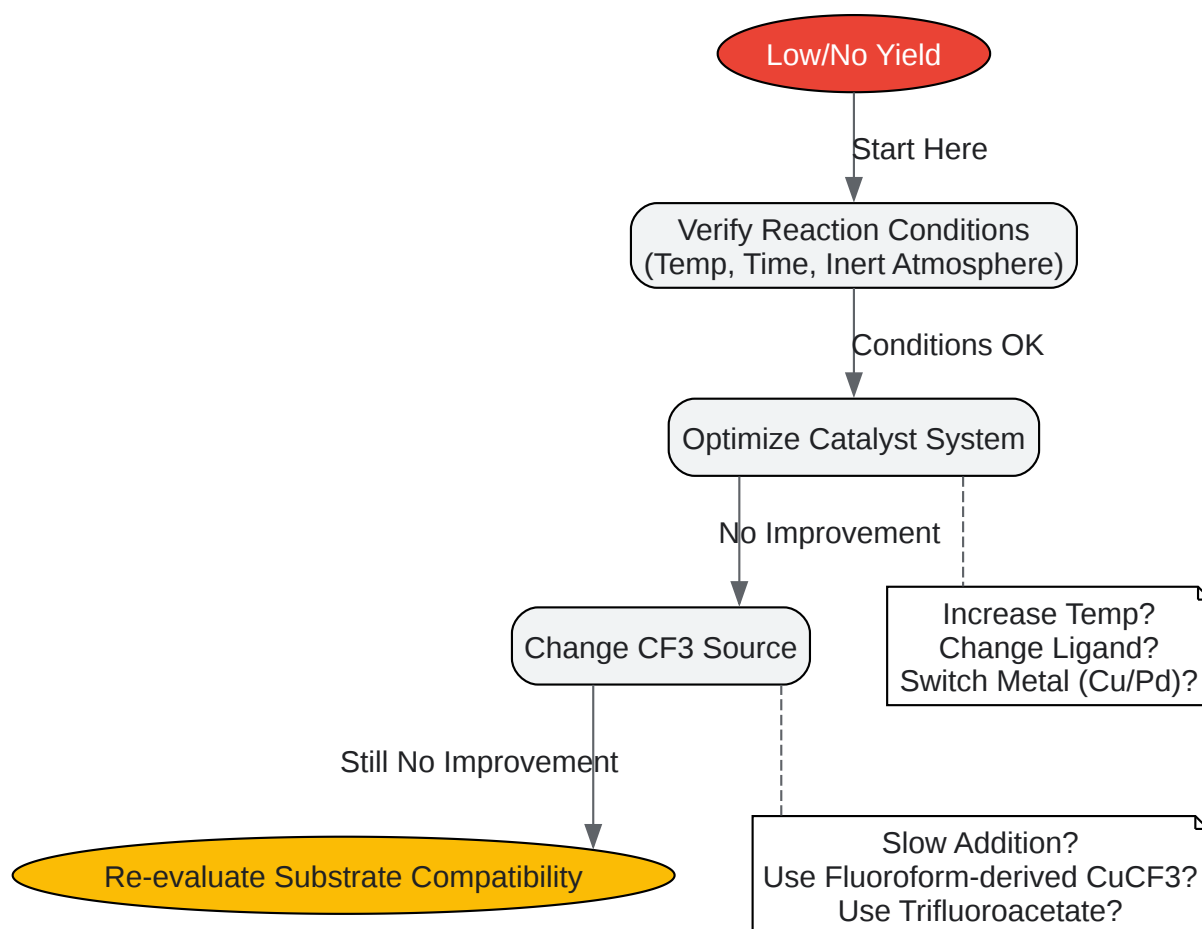 Low/No Yield
Start Here
Verify Reaction Conditions
(Temp, Time, Inert Atmosphere)
Conditions OK
Optimize Catalyst System
No Improvement
Increase Temp?
Change Ligand?
Switch Metal (Cu/Pd)?
Change CF3 Source
Still No Improvement
Slow Addition?
Use Fluoroform-derived CuCF3?
Use Trifluoroacetate?
Re-evaluate Substrate Compatibility